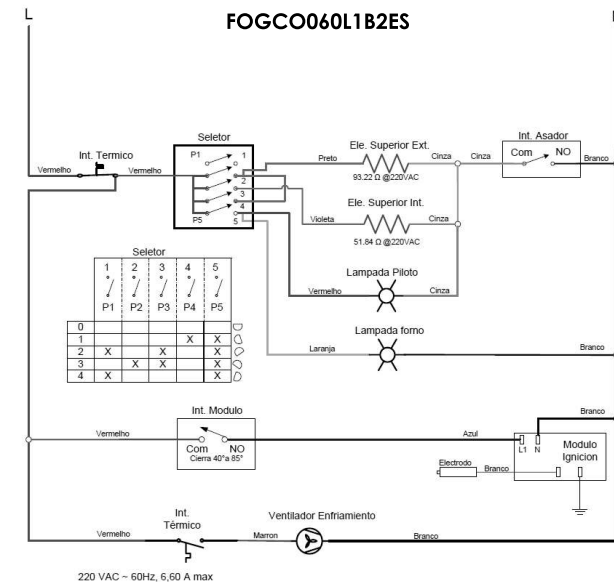 L
FOGCO060L1B2ES
Int. Termico
Vermelho
Vermelho
Seletor
P1
1
2
3
4
P5
5
Preto
Ele. Superior Ext.
93.22 Ω @220VAC
Cinza
Cinza
Int. Asador
Com
NO
Branco
Violeta
Ele. Superior Int.
51.84 Ω @220VAC
Cinza
Lampada Piloto
Vermelho
Cinza
Lampada forno
Laranja
Branco
Seletor
1 2 3 4 5
P1 P2 P3 P4 P5
0
1 X X
2 X X X
3 X X X
4 X X
Int. Modulo
Vermelho
Com
NO
Cierra 40°a 85°
Azul
Branco
L1 N
Modulo
Ignicion
Electrodo
Branco
Int.
Térmico
Vermelho
Marron
Ventilador Enfriamiento
Branco
220 VAC ~ 60Hz, 6,60 A max